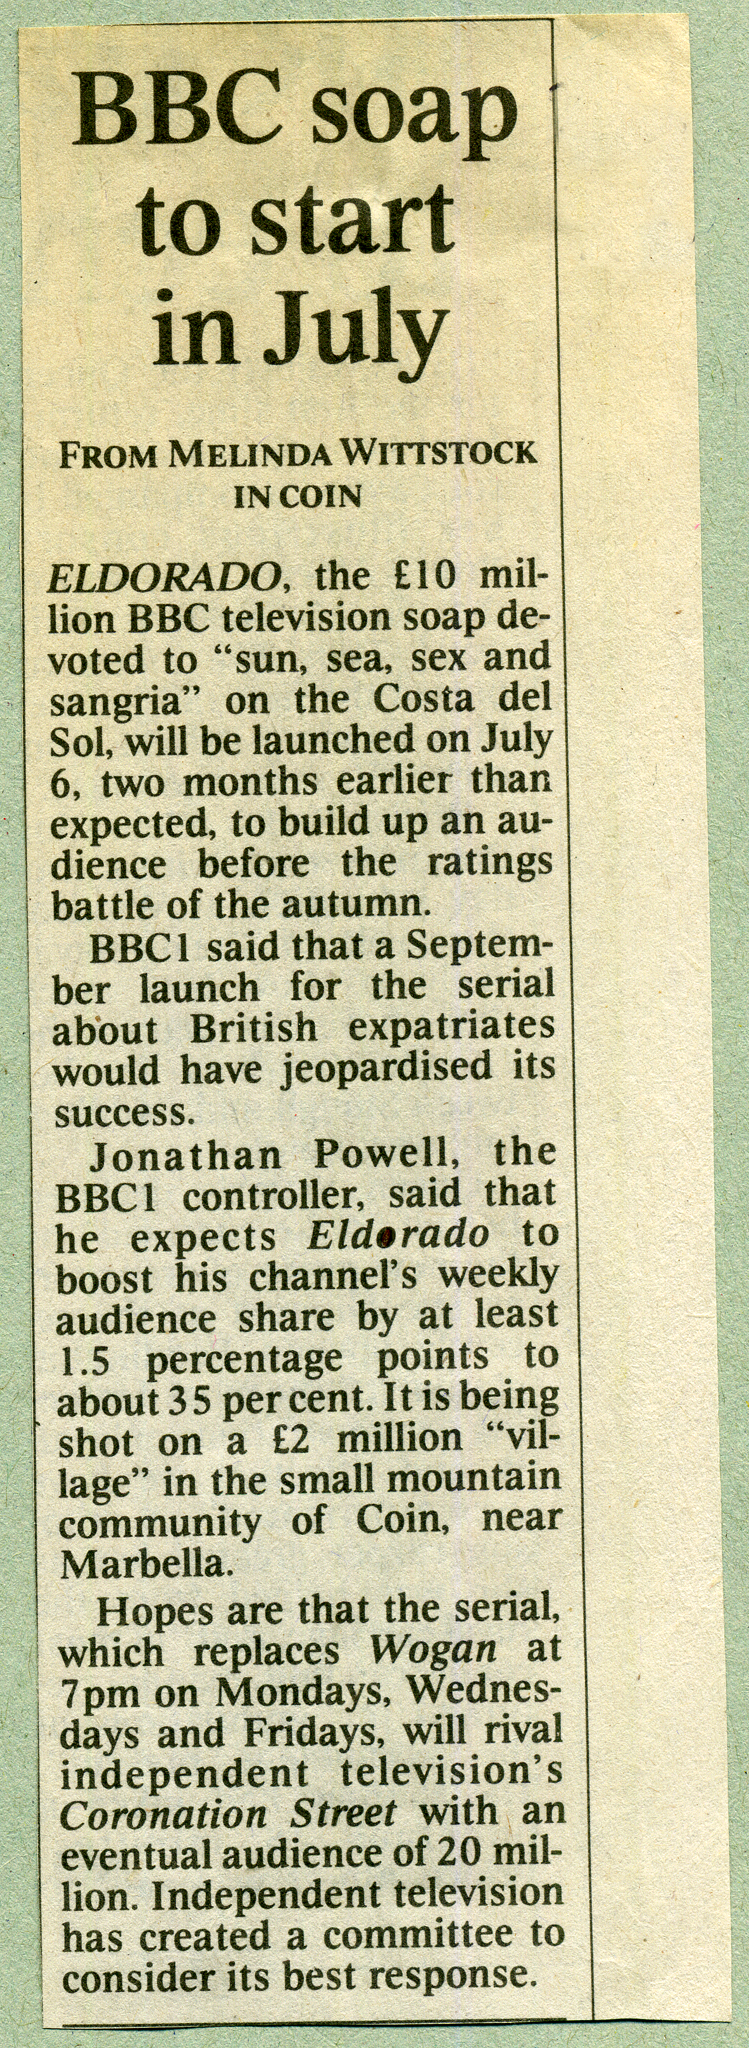 BBC soap
to start
in July
FROM MELINDA WITTSTOCK
IN COIN
ELDORADO, the £10 mil-
lion BBC television soap de-
voted to “sun, sea, sex and
sangria” on the Costa del
Sol, will be launched on July
6, two months earlier than
expected, to build up an au-
dience before the ratings
battle of the autumn.
BBC1 said that a Septem-
ber launch for the serial
about British expatriates
would have jeopardised its
success.
Jonathan Powell, the
BBC1 controller, said that
he expects Eldorado to
boost his channel’s weekly
audience share by at least
1.5 percentage points to
about 35 per cent. It is being
shot on a £2 million “vil-
lage” in the small mountain
community of Coin, near
Marbella.
Hopes are that the serial,
which replaces Wogan at
7pm on Mondays, Wednes-
days and Fridays, will rival
independent television’s
Coronation Street with an
eventual audience of 20 mil-
lion. Independent television
has created a committee to
consider its best response.